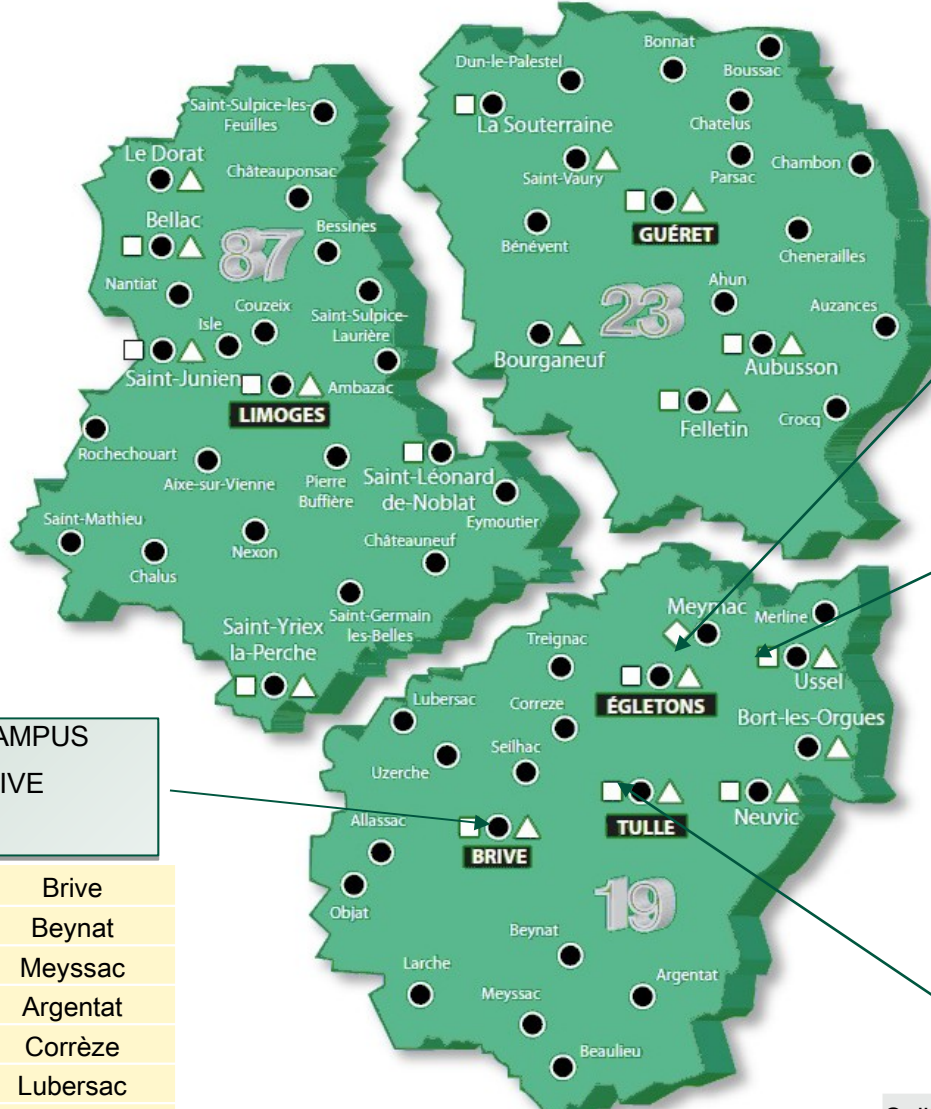 Saint-Sulpice-les-
Feuilles
Le Dorat
Châteauponsac
Bellac
87
Bessines
Nantiat
Couzeix
Isle
Saint-Sulpice-
Laurière
Saint-Junien
Ambazac
LIMOGES
Rochechouart
Aixe-sur-Vienne
Pierre
Buffière
Saint-Léonard
de-Noblat
Eymoutier
Saint-Mathieu
Chalus
Nexon
Châteauneuf
Saint-Germain
les-Belles
Saint-Yriex
la-Perche
Bonnat
Dun-le-Palestel
Boussac
La Souterraine
Chatelus
Saint-Vaury
Parsac
Chambon
GUÉRET
Bénévent
Chenerailles
23
Ahun
Auzances
Bourganeuf
Aubusson
Felletin
Crocq
Meymac
Merline
Treignac
Ussel
ÉGLETONS
Lubersac
Correze
Bort-les-Orgues
Seilhac
Uzerche
TULLE
Neuvic
Allassac
BRIVE
Objat
19
Beynat
Larche
Meyssac
Argentat
Beaulieu
AMPUS
IVE
Brive
Beynat
Meyssac
Argentat
Corrèze
Lubersac